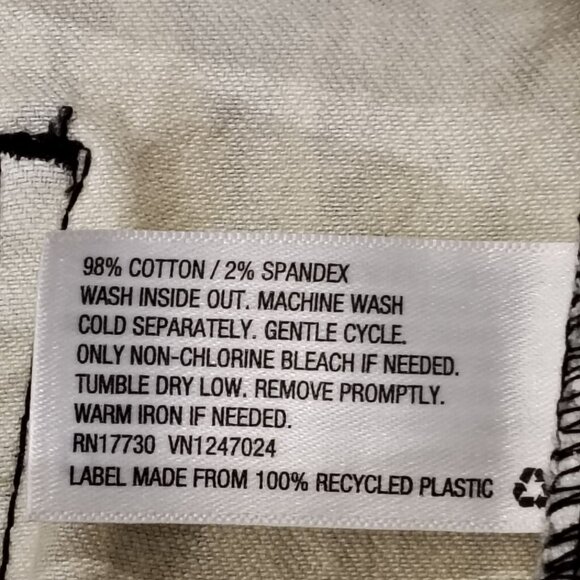 98% COTTON / 2% SPANDEX
WASH INSIDE OUT. MACHINE WASH
COLD SEPARATELY. GENTLE CYCLE.
ONLY NON-CHLORINE BLEACH IF NEEDED.
TUMBLE DRY LOW. REMOVE PROMPTLY.
WARM IRON IF NEEDED.
RN17730 VN1247024
LABEL MADE FROM 100% RECYCLED PLASTIC